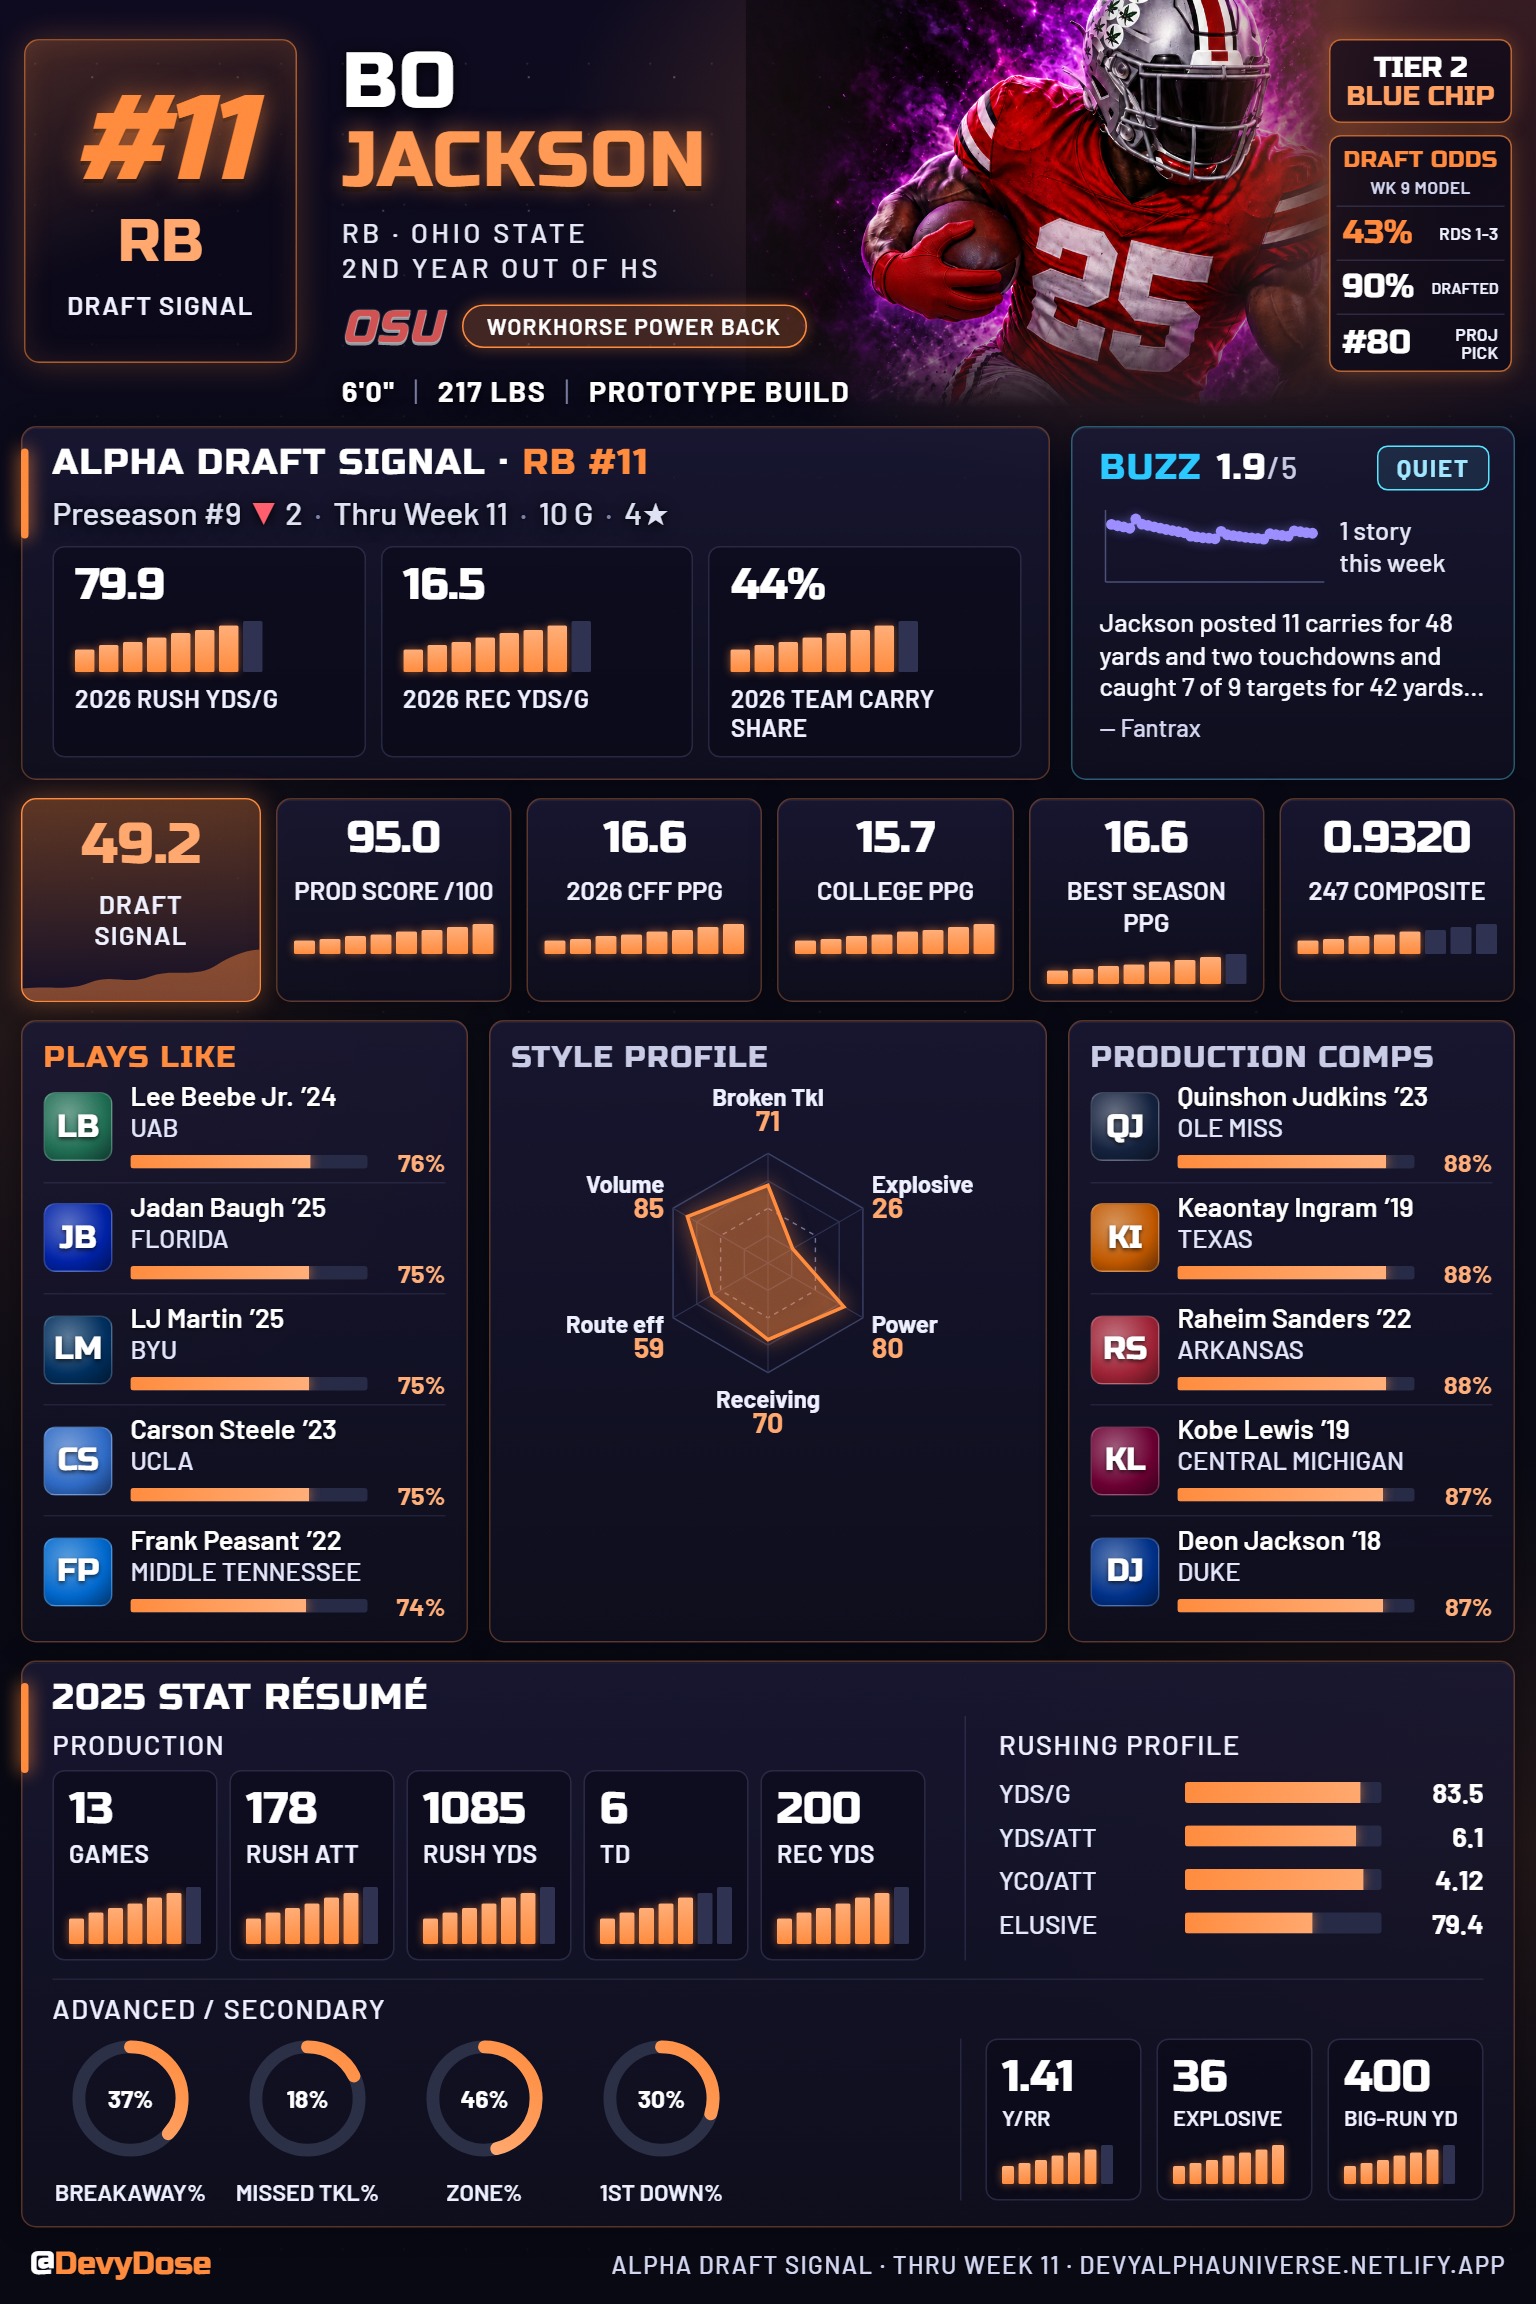 #11
RB
DRAFT SIGNAL
BO
JACKSON
RB · OHIO STATE
2ND YEAR OUT OF HS
OSU
WORKHORSE POWER BACK
6'0" | 217 LBS | PROTOTYPE BUILD
25
TIER 2
BLUE CHIP
DRAFT ODDS
WK 9 MODEL
43% RDS 1-3
90% DRAFTED
#80 PROJ PICK
ALPHA DRAFT SIGNAL · RB #11
Preseason #9 ▼ 2 · Thru Week 11 · 10 G · 4★
79.9
2026 RUSH YDS/G
16.5
2026 REC YDS/G
44%
2026 TEAM CARRY
SHARE
BUZZ 1.9/5
QUIET
1 story
this week
Jackson posted 11 carries for 48
yards and two touchdowns and
caught 7 of 9 targets for 42 yards...
— Fantrax
49.2
DRAFT
SIGNAL
95.0
PROD SCORE /100
16.6
2026 CFF PPG
15.7
COLLEGE PPG
16.6
BEST SEASON
PPG
0.9320
247 COMPOSITE
PLAYS LIKE
LB
Lee Beebe Jr. ’24
UAB
76%
JB
Jadan Baugh ’25
FLORIDA
75%
LM
LJ Martin ’25
BYU
75%
CS
Carson Steele ’23
UCLA
75%
FP
Frank Peasant ’22
MIDDLE TENNESSEE
74%
STYLE PROFILE
Broken Tkl
71
Explosive
26
Power
80
Receiving
70
Route eff
59
Volume
85
PRODUCTION COMPS
QJ
Quinshon Judkins ’23
OLE MISS
88%
KI
Keaontay Ingram ’19
TEXAS
88%
RS
Raheim Sanders ’22
ARKANSAS
88%
KL
Kobe Lewis ’19
CENTRAL MICHIGAN
87%
DJ
Deon Jackson ’18
DUKE
87%
2025 STAT RÉSUMÉ
PRODUCTION
13
GAMES
178
RUSH ATT
1085
RUSH YDS
6
TD
200
REC YDS
RUSHING PROFILE
YDS/G 83.5
YDS/ATT 6.1
YCO/ATT 4.12
ELUSIVE 79.4
ADVANCED / SECONDARY
37%
BREAKAWAY%
18%
MISSED TKL%
46%
ZONE%
30%
1ST DOWN%
1.41
Y/RR
36
EXPLOSIVE
400
BIG-RUN YD
@DevyDose
ALPHA DRAFT SIGNAL · THRU WEEK 11 · DEVYALPHAUNIVERSE.NETLIFY.APP